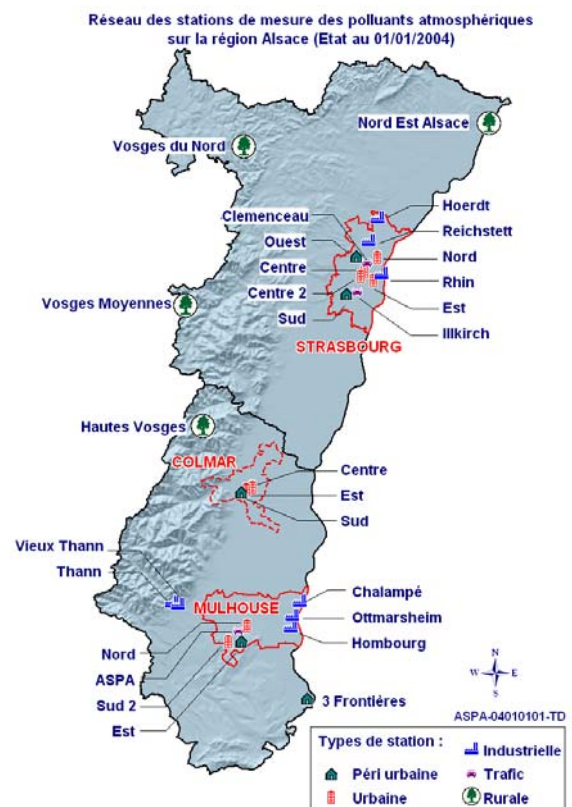 Réseau des stations de mesure des polluants atmosphériques
sur la région Alsace (Etat au 01/01/2004)
Nord Est Alsace
Vosges du Nord
Hoerdt
Clemenceau
Reichstett
Ouest
Nord
Centre
Rhin
Centre 2
Vosges Moyennes
Est
Sud
Illkirch
STRASBOURG
Hautes Vosges
COLMAR
Centre
Est
Sud
Vieux Thann
Thann
Chalampé
MULHOUSE
Ottmarsheim
Nord
Hombourg
ASPA
N
W
E
S
Sud 2
3 Frontières
ASPA-04010101-TD
Est
Types de station :
Industrielle
Péri urbaine
Trafic
Urbaine
Rurale